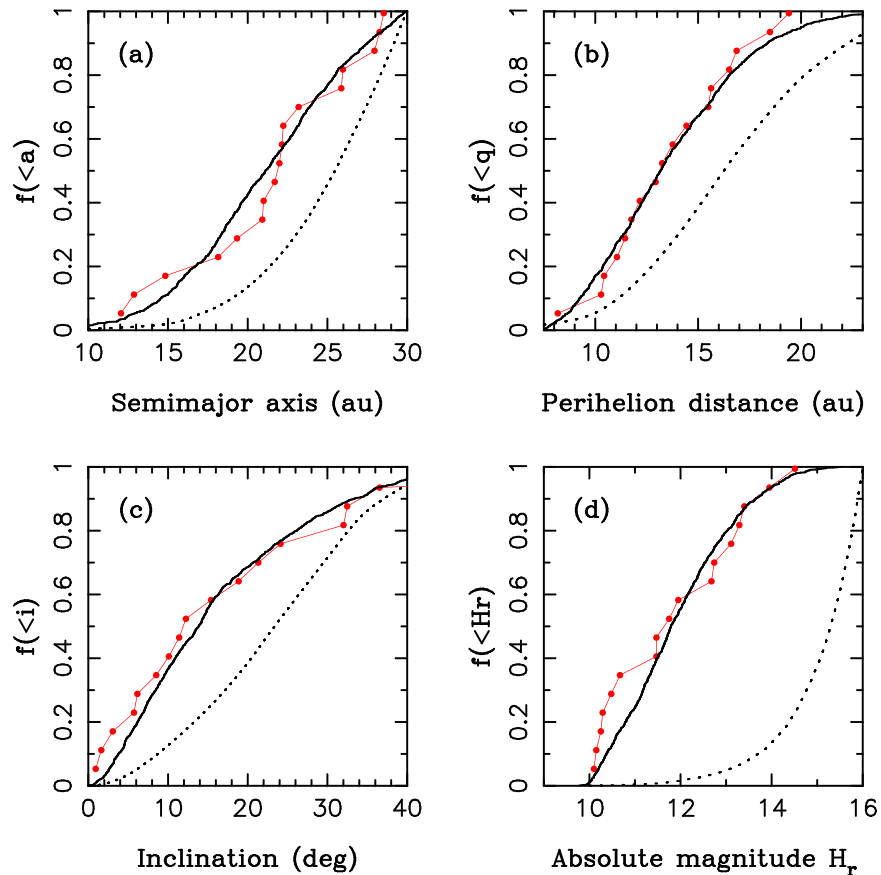 (a)
f(<a)
0 0.2 0.4 0.6 0.8 1
10 15 20 25 30
Semimajor axis (au)
(b)
f(<q)
0 0.2 0.4 0.6 0.8 1
10 15 20
Perihelion distance (au)
(c)
f(<i)
0 0.2 0.4 0.6 0.8 1
0 10 20 30 40
Inclination (deg)
(d)
f(<Hr)
0 0.2 0.4 0.6 0.8 1
10 12 14 16
Absolute magnitude Hr